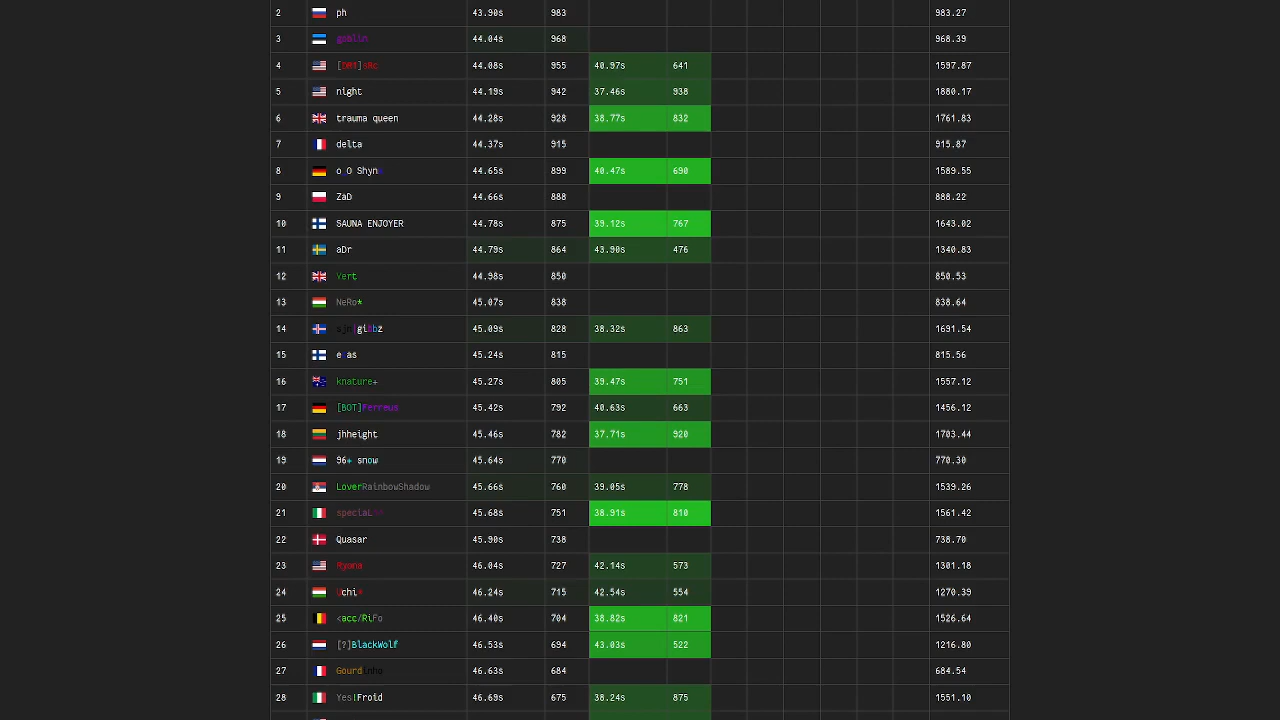 2 ph 43.90s 983 983.27
3 goblin 44.04s 968 968.39
4 44.08s 955 40.97s 641 1597.87
5 night 44.19s 942 37.46s 938 1880.17
6 trauma queen 44.28s 928 38.77s 832 1761.83
7 delta 44.37s 915 915.87
8 44.65s 899 40.47s 690 1589.55
9 ZaD 44.66s 888 888.22
10 SAUNA ENJOYER 44.78s 875 39.12s 767 1643.02
11 aDr 44.79s 864 43.90s 476 1340.83
12 Vert 44.98s 850 850.53
13 NeRo* 45.07s 838 838.64
14 45.09s 828 38.32s 863 1691.54
15 45.24s 815 815.56
16 knature+ 45.27s 805 39.47s 751 1557.12
17 [BOT]Ferreus 45.42s 792 40.63s 663 1456.12
18 jhheight 45.46s 782 37.71s 920 1703.44
19 96+ snow 45.64s 770 770.30
20 LoverRainbowShadow 45.66s 760 39.05s 778 1539.26
21 45.68s 751 38.91s 810 1561.42
22 Quasar 45.90s 738 738.70
23 46.04s 727 42.14s 573 1301.18
24 46.24s 715 42.54s 554 1270.39
25 <acc/RiFo 46.40s 704 38.82s 821 1526.64
26 [?]BlackWolf 46.53s 694 43.03s 522 1216.80
27 Gourdinho 46.63s 684 684.54
28 Yes!Froid 46.69s 675 38.24s 875 1551.10